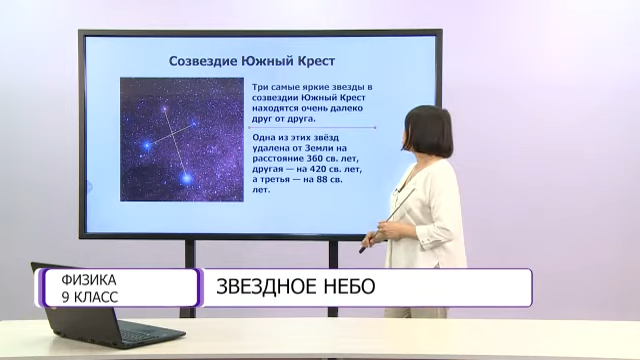 Созвездие Южный Крест
Три самые яркие звезды в
созвездии Южный Крест
находятся очень далеко
друг от друга.
Одна из этих звёзд
удалена от Земли на
расстояние 360 св. лет,
другая — на 420 св. лет,
а третья — на 88 св.
лет.
ФИЗИКА
9 КЛАСС
ЗВЕЗДНОЕ НЕБО